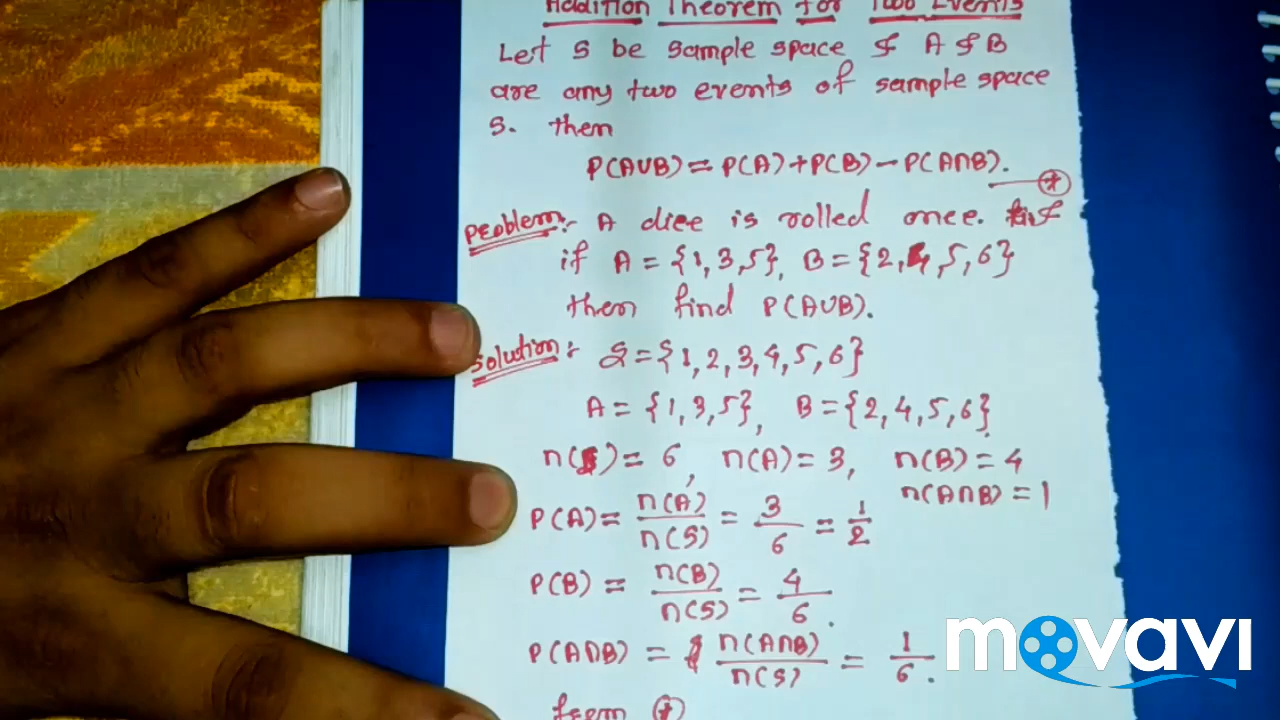 Addition Theorem for Two Events
Let S be sample space & A & B
are any two events of sample space
S. then
P(A∪B) = P(A) + P(B) − P(A∩B). — (*)
Problem:- A dice is rolled once.
if A = {1, 3, 5}, B = {2, 4, 5, 6}
then find P(A∪B).
Solution:- S = {1, 2, 3, 4, 5, 6}
A = {1, 3, 5}, B = {2, 4, 5, 6}
n(S) = 6, n(A) = 3, n(B) = 4
n(A∩B) = 1
P(A) = n(A)/n(S) = 3/6 = 1/2
P(B) = n(B)/n(S) = 4/6.
P(A∩B) = n(A∩B)/n(S) = 1/6.
from (*)
movavi